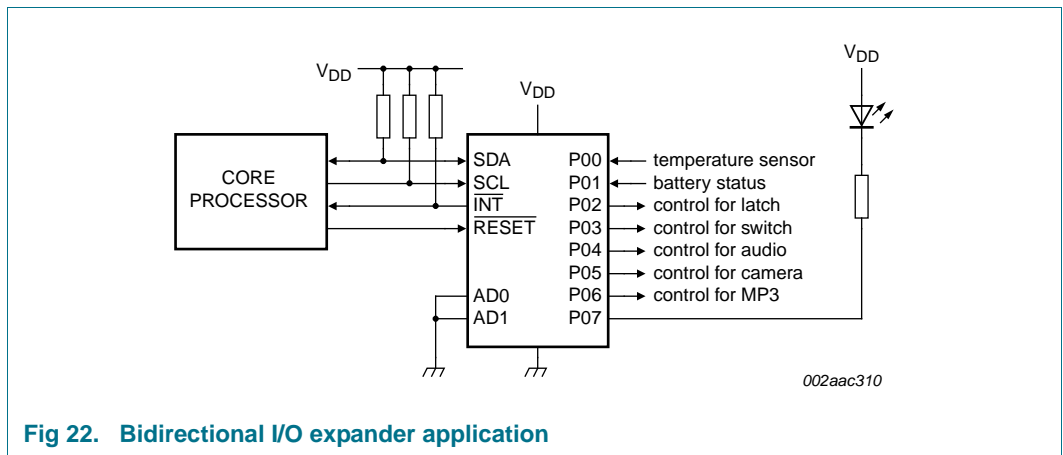 VDD
VDD
VDD
CORE
PROCESSOR
SDA
SCL
INT
RESET
AD0
AD1
P00
P01
P02
P03
P04
P05
P06
P07
temperature sensor
battery status
control for latch
control for switch
control for audio
control for camera
control for MP3
002aac310
Fig 22. Bidirectional I/O expander application